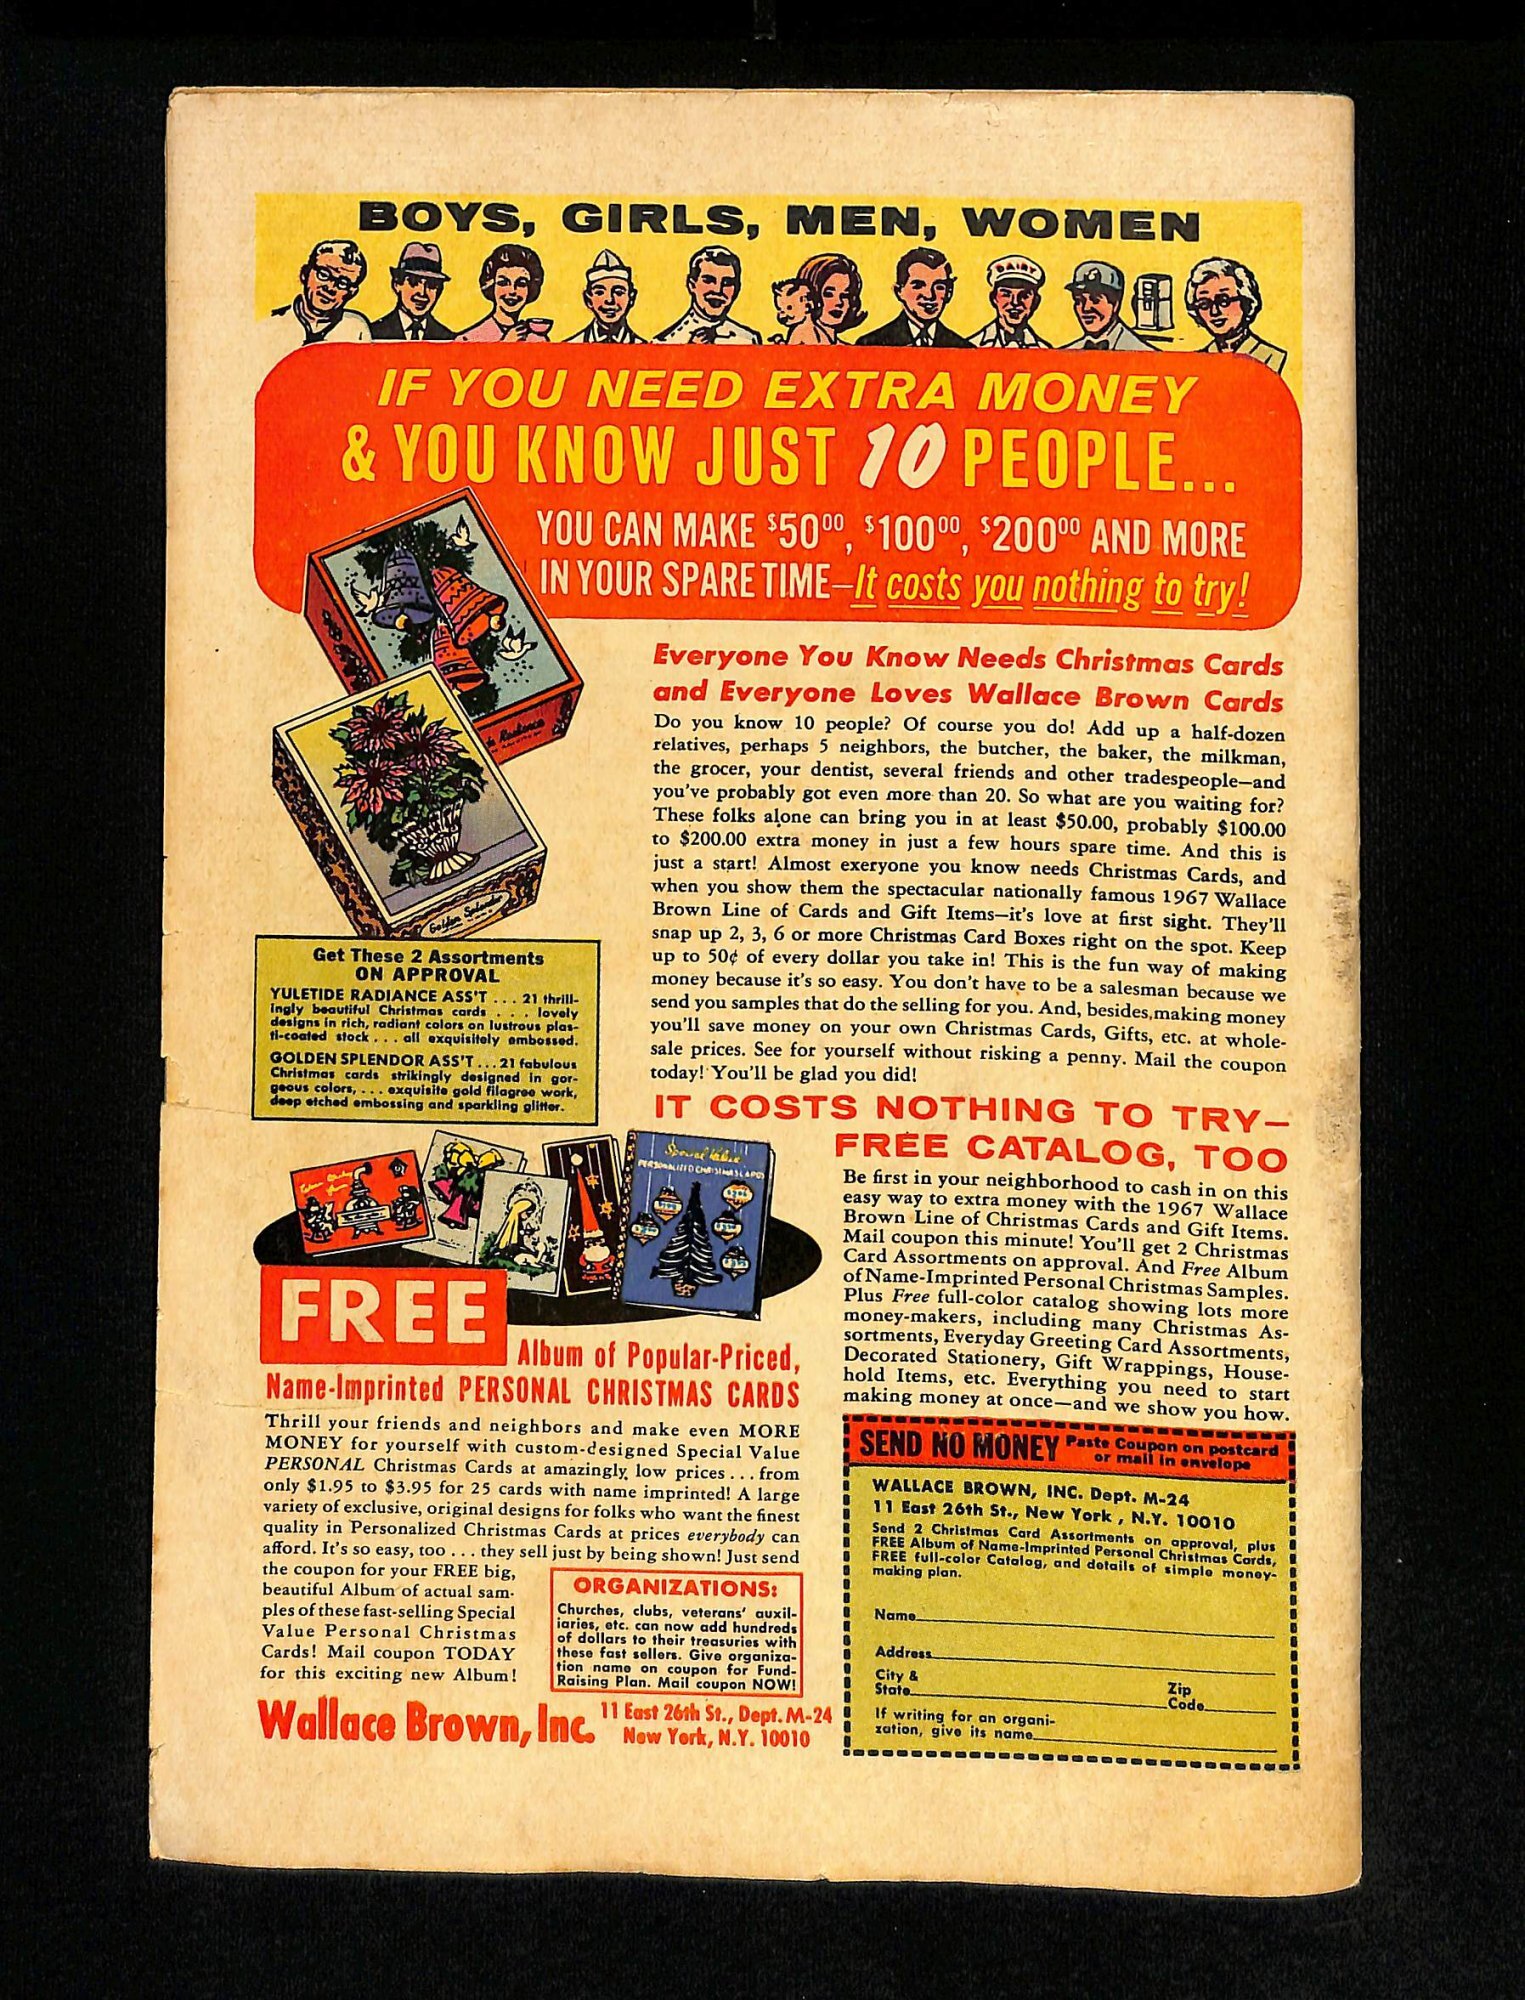 BOYS, GIRLS, MEN, WOMEN
DAIRY
IF YOU NEED EXTRA MONEY
& YOU KNOW JUST 10 PEOPLE...
YOU CAN MAKE $50.00, $100.00, $200.00 AND MORE
IN YOUR SPARE TIME—It costs you nothing to try!
Golden Splendor
Get These 2 Assortments
ON APPROVAL
YULETIDE RADIANCE ASS'T ... 21 thrill-
ingly beautiful Christmas cards . . . lovely
designs in rich, radiant colors on lustrous plas-
ti-coated stock ... all exquisitely embossed.
GOLDEN SPLENDOR ASS'T ... 21 fabulous
Christmas cards strikingly designed in gor-
geous colors, ... exquisite gold filagree work,
deep etched embossing and sparkling glitter.
Everyone You Know Needs Christmas Cards
and Everyone Loves Wallace Brown Cards
Do you know 10 people? Of course you do! Add up a half-dozen
relatives, perhaps 5 neighbors, the butcher, the baker, the milkman,
the grocer, your dentist, several friends and other tradespeople—and
you've probably got even more than 20. So what are you waiting for?
These folks alone can bring you in at least $50.00, probably $100.00
to $200.00 extra money in just a few hours spare time. And this is
just a start! Almost exeryone you know needs Christmas Cards, and
when you show them the spectacular nationally famous 1967 Wallace
Brown Line of Cards and Gift Items—it's love at first sight. They'll
snap up 2, 3, 6 or more Christmas Card Boxes right on the spot. Keep
up to 50¢ of every dollar you take in! This is the fun way of making
money because it's so easy. You don't have to be a salesman because we
send you samples that do the selling for you. And, besides, making money
you'll save money on your own Christmas Cards, Gifts, etc. at whole-
sale prices. See for yourself without risking a penny. Mail the coupon
today! You'll be glad you did!
IT COSTS NOTHING TO TRY—
FREE CATALOG, TOO
Be first in your neighborhood to cash in on this
easy way to extra money with the 1967 Wallace
Brown Line of Christmas Cards and Gift Items.
Mail coupon this minute! You'll get 2 Christmas
Card Assortments on approval. And Free Album
of Name-Imprinted Personal Christmas Samples.
Plus Free full-color catalog showing lots more
money-makers, including many Christmas As-
sortments, Everyday Greeting Card Assortments,
Decorated Stationery, Gift Wrappings, House-
hold Items, etc. Everything you need to start
making money at once—and we show you how.
Special Value
PERSONALIZED CHRISTMAS CARDS
FREE
Album of Popular-Priced,
Name-Imprinted PERSONAL CHRISTMAS CARDS
Thrill your friends and neighbors and make even MORE
MONEY for yourself with custom-designed Special Value
PERSONAL Christmas Cards at amazingly low prices ... from
only $1.95 to $3.95 for 25 cards with name imprinted! A large
variety of exclusive, original designs for folks who want the finest
quality in Personalized Christmas Cards at prices everybody can
afford. It's so easy, too ... they sell just by being shown! Just send
the coupon for your FREE big,
beautiful Album of actual sam-
ples of these fast-selling Special
Value Personal Christmas
Cards! Mail coupon TODAY
for this exciting new Album!
ORGANIZATIONS:
Churches, clubs, veterans' auxil-
iaries, etc. can now add hundreds
of dollars to their treasuries with
these fast sellers. Give organiza-
tion name on coupon for Fund-
Raising Plan. Mail coupon NOW!
Wallace Brown, Inc.
11 East 26th St., Dept. M-24
New York, N.Y. 10010
SEND NO MONEY Paste Coupon on postcard
or mail in envelope
WALLACE BROWN, INC. Dept. M-24
11 East 26th St., New York , N.Y. 10010
Send 2 Christmas Card Assortments on approval, plus
FREE Album of Name-Imprinted Personal Christmas Cards,
FREE full-color Catalog, and details of simple money-
making plan.
Name
Address
City &
State
Zip
Code
If writing for an organi-
zation, give its name